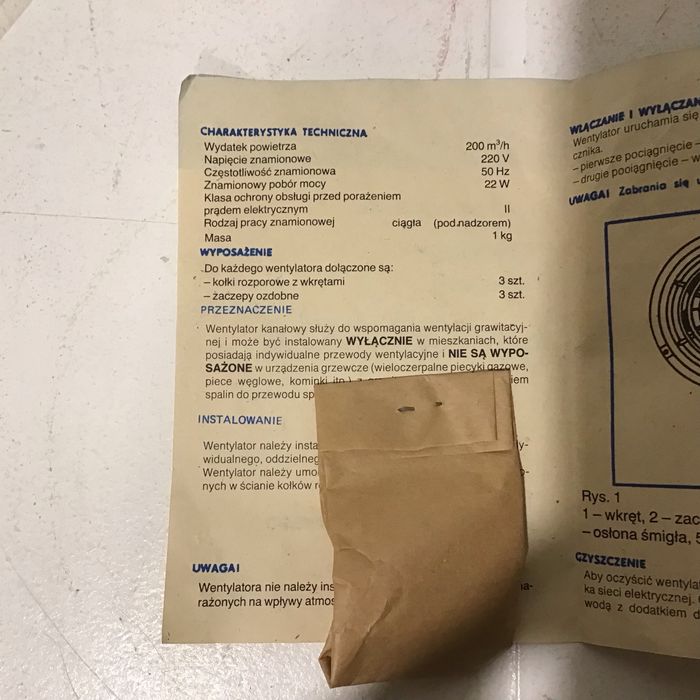 CHARAKTERYSTYKA TECHNICZNA
Wydatek powietrza 200 m³/h
Napięcie znamionowe 220 V
Częstotliwość znamionowa 50 Hz
Znamionowy pobór mocy 22 W
Klasa ochrony obsługi przed porażeniem
prądem elektrycznym II
Rodzaj pracy znamionowej ciągła (pod nadzorem)
Masa 1 kg
WYPOSAŻENIE
Do każdego wentylatora dołączone są:
– kołki rozporowe z wkrętami 3 szt.
– zaczepy ozdobne 3 szt.
PRZEZNACZENIE
Wentylator kanałowy służy do wspomagania wentylacji grawitacyj-
nej i może być instalowany WYŁĄCZNIE w mieszkaniach, które
posiadają indywidualne przewody wentylacyjne i NIE SĄ WYPO-
SAŻONE w urządzenia grzewcze (wieloczerpalne piecyki gazowe,
piece węglowe, kominki itp.) z
spalin do przewodu
INSTALOWANIE
Wentylator należy
widualnego,
Wentylator należy
nych w ścianie kołków
UWAGA!
Wentylatora nie należy
rażonych na wpływy
WŁĄCZANIE I
Wentylator uruchamia się
cznika.
– pierwsze pociągnięcie –
– drugie pociągnięcie –
UWAGA! Zabrania się
Rys. 1
1 – wkręt, 2 –
– osłona śmigła,
CZYSZCZENIE
Aby oczyścić
ka sieci elektrycznej.
wodą z dodatkiem